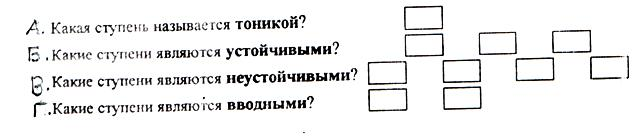 А. Какая ступень называется тоникой?
Б. Какие ступени являются устойчивыми?
В. Какие ступени являются неустойчивыми?
Г. Какие ступени являются вводными?